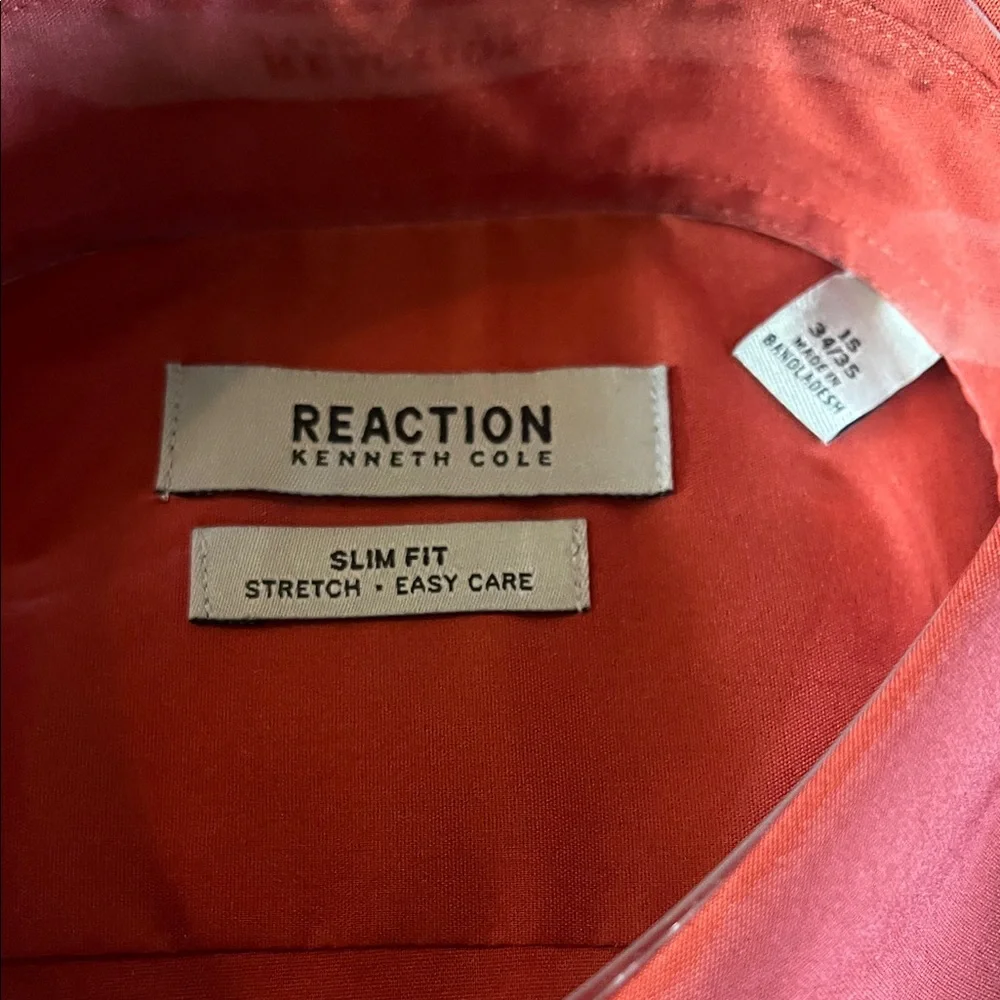 REACTION
KENNETH COLE
SLIM FIT
STRETCH • EASY CARE
15
34/35
MADE IN
BANGLADESH